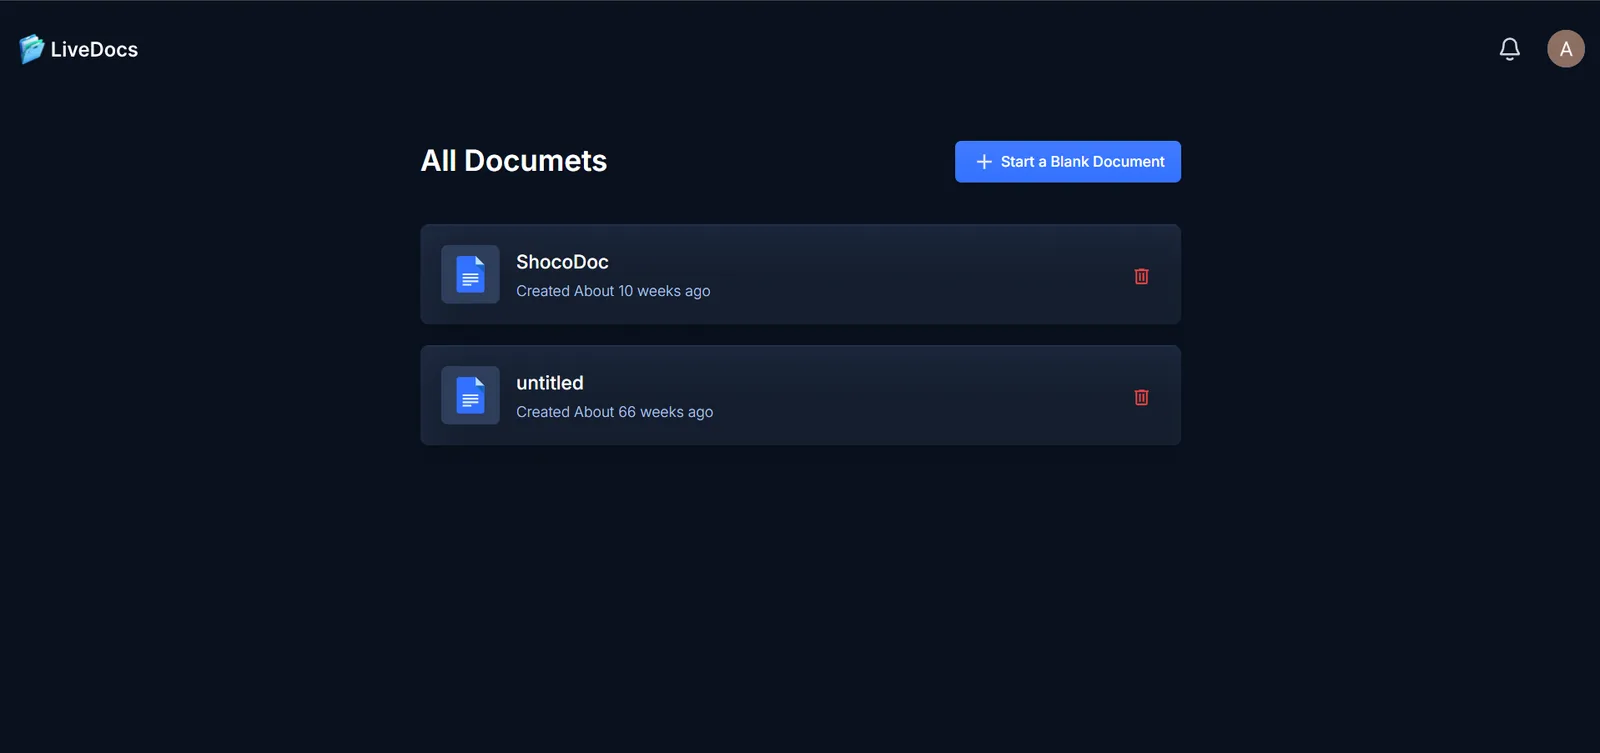 LiveDocs
A
All Documets
Start a Blank Document
ShocoDoc
Created About 10 weeks ago
untitled
Created About 66 weeks ago